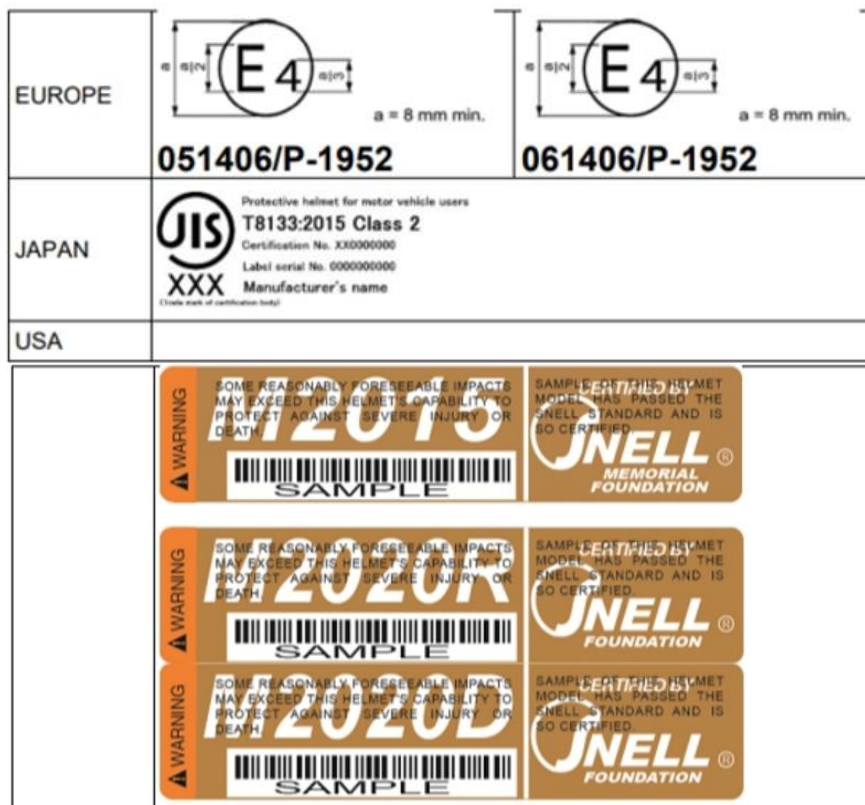 EUROPE
a
a/2
E4
a/3
a = 8 mm min.
051406/P-1952
a
a/2
E4
a/3
a = 8 mm min.
061406/P-1952
JAPAN
JIS
XXX
(Trade mark of certification body)
Protective helmet for motor vehicle users
T8133:2015 Class 2
Certification No. XX0000000
Label serial No. 0000000000
Manufacturer's name
USA
WARNING
M2015
SOME REASONABLY FORESEEABLE IMPACTS
MAY EXCEED THIS HELMET'S CAPABILITY TO
PROTECT AGAINST SEVERE INJURY OR
DEATH.
SAMPLE
SAMPLE OF THIS HELMET
MODEL HAS PASSED THE
SNELL STANDARD AND IS
SO CERTIFIED.
CERTIFIED BY
SNELL ®
MEMORIAL
FOUNDATION
WARNING
M2020R
SOME REASONABLY FORESEEABLE IMPACTS
MAY EXCEED THIS HELMET'S CAPABILITY TO
PROTECT AGAINST SEVERE INJURY OR
DEATH.
SAMPLE
SAMPLE OF THIS HELMET
MODEL HAS PASSED THE
SNELL STANDARD AND IS
SO CERTIFIED.
CERTIFIED BY
SNELL ®
FOUNDATION
WARNING
M2020D
SOME REASONABLY FORESEEABLE IMPACTS
MAY EXCEED THIS HELMET'S CAPABILITY TO
PROTECT AGAINST SEVERE INJURY OR
DEATH.
SAMPLE
SAMPLE OF THIS HELMET
MODEL HAS PASSED THE
SNELL STANDARD AND IS
SO CERTIFIED.
CERTIFIED BY
SNELL ®
FOUNDATION